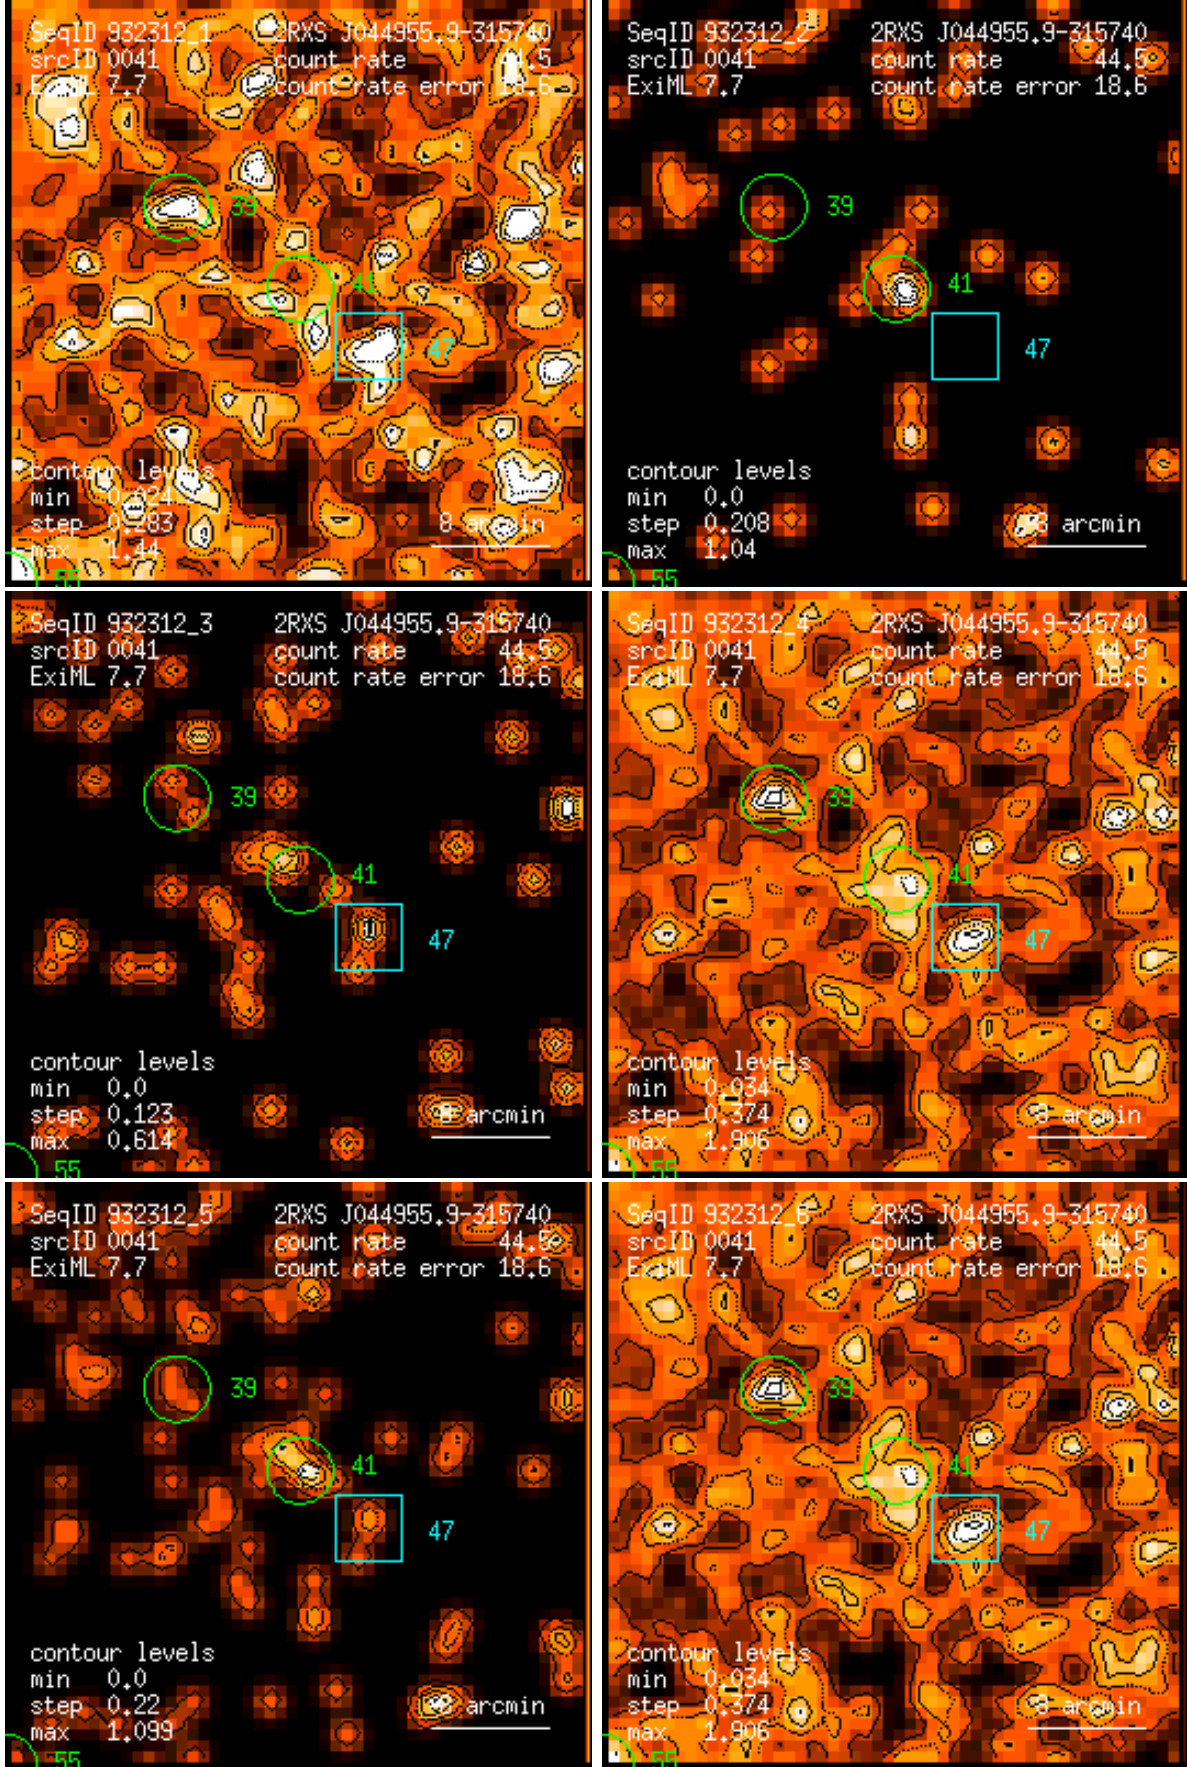 SeqID 932312_1 2RXS J044955.9-315740
srcID 0041 count rate 44.5
ExiML 7.7 count rate error 18.6
39
41
47
contour levels
min 0.024
step 0.283
max 1.44
8 arcmin
55
SeqID 932312_2 2RXS J044955.9-315740
srcID 0041 count rate 44.5
ExiML 7.7 count rate error 18.6
39
41
47
contour levels
min 0.0
step 0.208
max 1.04
8 arcmin
55
SeqID 932312_3 2RXS J044955.9-315740
srcID 0041 count rate 44.5
ExiML 7.7 count rate error 18.6
39
41
47
contour levels
min 0.0
step 0.123
max 0.614
8 arcmin
55
SeqID 932312_4 2RXS J044955.9-315740
srcID 0041 count rate 44.5
ExiML 7.7 count rate error 18.6
39
41
47
contour levels
min 0.034
step 0.374
max 1.906
8 arcmin
55
SeqID 932312_5 2RXS J044955.9-315740
srcID 0041 count rate 44.5
ExiML 7.7 count rate error 18.6
39
41
47
contour levels
min 0.0
step 0.22
max 1.099
8 arcmin
55
SeqID 932312_6 2RXS J044955.9-315740
srcID 0041 count rate 44.5
ExiML 7.7 count rate error 18.6
39
41
47
contour levels
min 0.034
step 0.374
max 1.906
8 arcmin
55